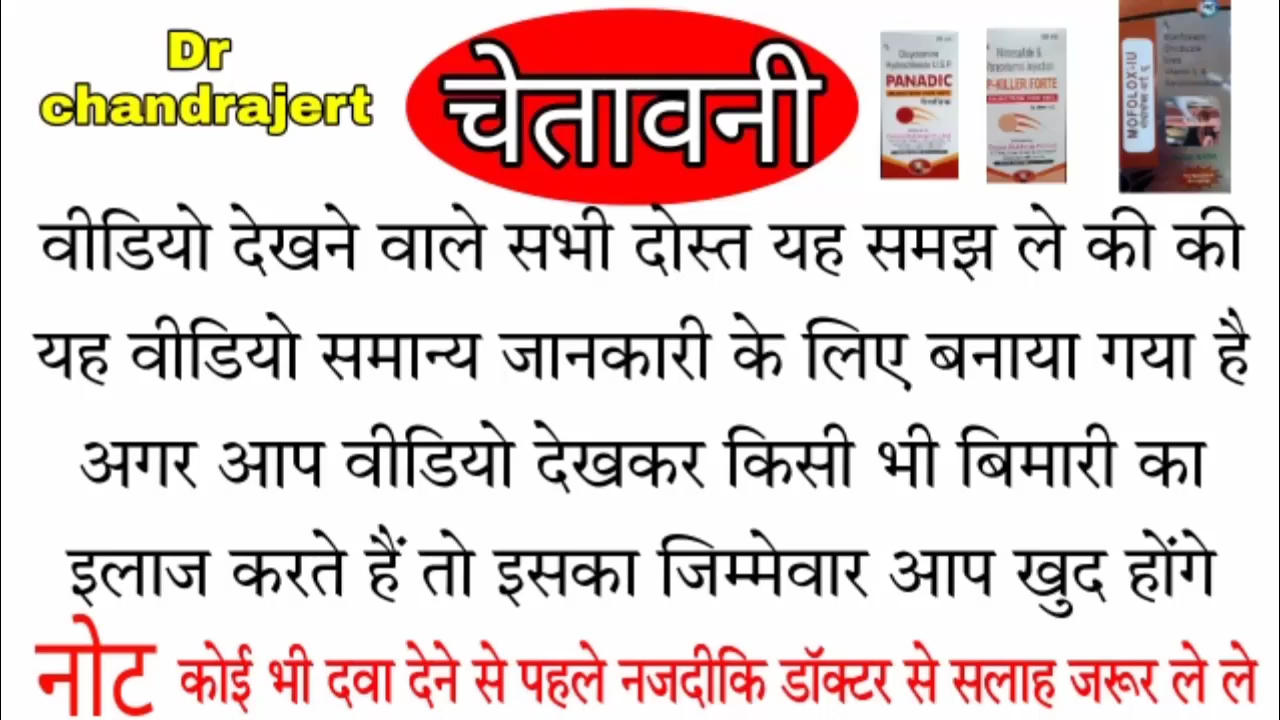 Dr
chandrajert
चेतावनी
PANADIC
P-KILLER FORTE
MOFOLOX-IU
वीडियो देखने वाले सभी दोस्त यह समझ ले की की
यह वीडियो समान्य जानकारी के लिए बनाया गया है
अगर आप वीडियो देखकर किसी भी बिमारी का
इलाज करते हैं तो इसका जिम्मेवार आप खुद होंगे
नोट कोई भी दवा देने से पहले नजदीकि डॉक्टर से सलाह जरूर ले ले